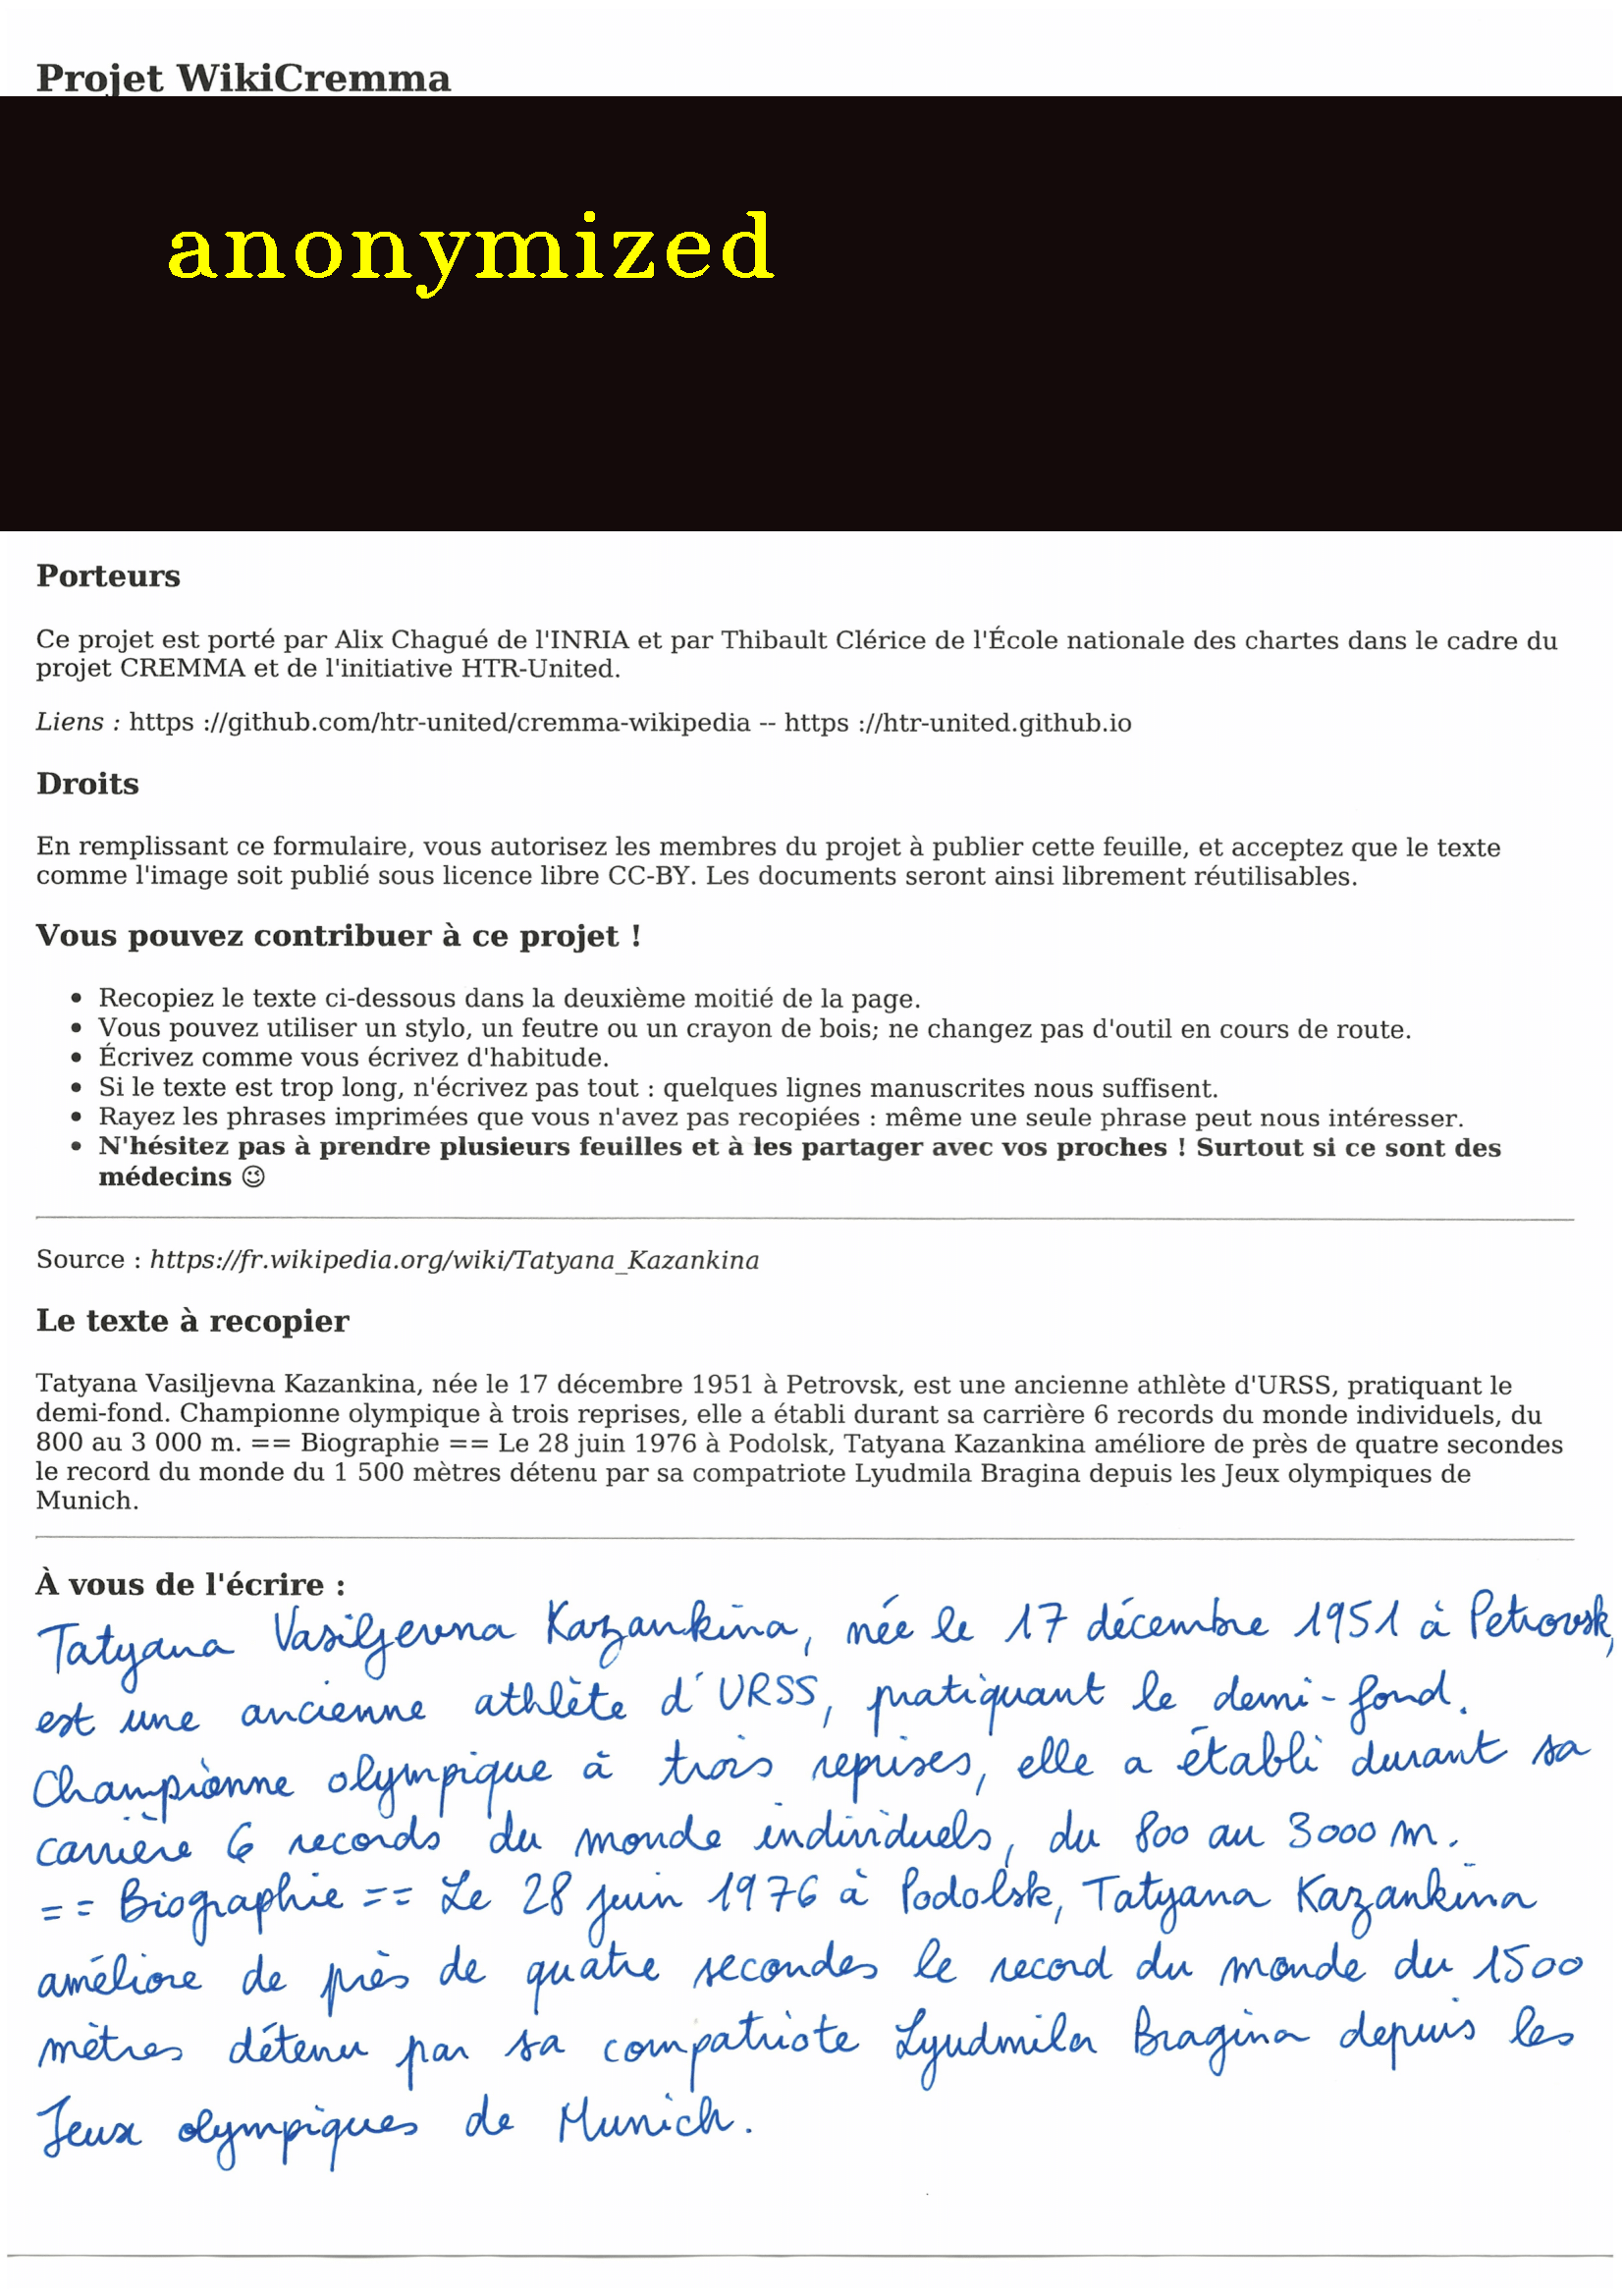 Projet WikiCremma
anonymized
Porteurs
Ce projet est porté par Alix Chagué de l'INRIA et par Thibault Clérice de l'École nationale des chartes dans le cadre du
projet CREMMA et de l'initiative HTR-United.
Liens : https ://github.com/htr-united/cremma-wikipedia -- https ://htr-united.github.io
Droits
En remplissant ce formulaire, vous autorisez les membres du projet à publier cette feuille, et acceptez que le texte
comme l'image soit publié sous licence libre CC-BY. Les documents seront ainsi librement réutilisables.
Vous pouvez contribuer à ce projet !
• Recopiez le texte ci-dessous dans la deuxième moitié de la page.
• Vous pouvez utiliser un stylo, un feutre ou un crayon de bois; ne changez pas d'outil en cours de route.
• Écrivez comme vous écrivez d'habitude.
• Si le texte est trop long, n'écrivez pas tout : quelques lignes manuscrites nous suffisent.
• Rayez les phrases imprimées que vous n'avez pas recopiées : même une seule phrase peut nous intéresser.
• N'hésitez pas à prendre plusieurs feuilles et à les partager avec vos proches ! Surtout si ce sont des
médecins 😉
Source : https://fr.wikipedia.org/wiki/Tatyana_Kazankina
Le texte à recopier
Tatyana Vasiljevna Kazankina, née le 17 décembre 1951 à Petrovsk, est une ancienne athlète d'URSS, pratiquant le
demi-fond. Championne olympique à trois reprises, elle a établi durant sa carrière 6 records du monde individuels, du
800 au 3 000 m. == Biographie == Le 28 juin 1976 à Podolsk, Tatyana Kazankina améliore de près de quatre secondes
le record du monde du 1 500 mètres détenu par sa compatriote Lyudmila Bragina depuis les Jeux olympiques de
Munich.
À vous de l'écrire :
Tatyana Vasiljevna Kazankina, née le 17 décembre 1951 à Petrovsk,
est une ancienne athlète d'URSS, pratiquant le demi-fond.
Championne olympique à trois reprises, elle a établi durant sa
carrière 6 records du monde individuels, du 800 au 3000 m.
== Biographie == Le 28 juin 1976 à Podolsk, Tatyana Kazankina
améliore de près de quatre secondes le record du monde du 1500
mètres détenu par sa compatriote Lyudmila Bragina depuis les
Jeux olympiques de Munich.